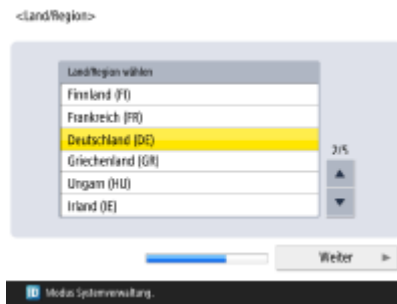 <Land/Region>
Land/Region wählen
Finnland (FI)
Frankreich (FR)
Deutschland (DE)
Griechenland (GR)
Ungarn (HU)
Irland (IE)
2/5
Weiter
ID Modus Systemverwaltung.